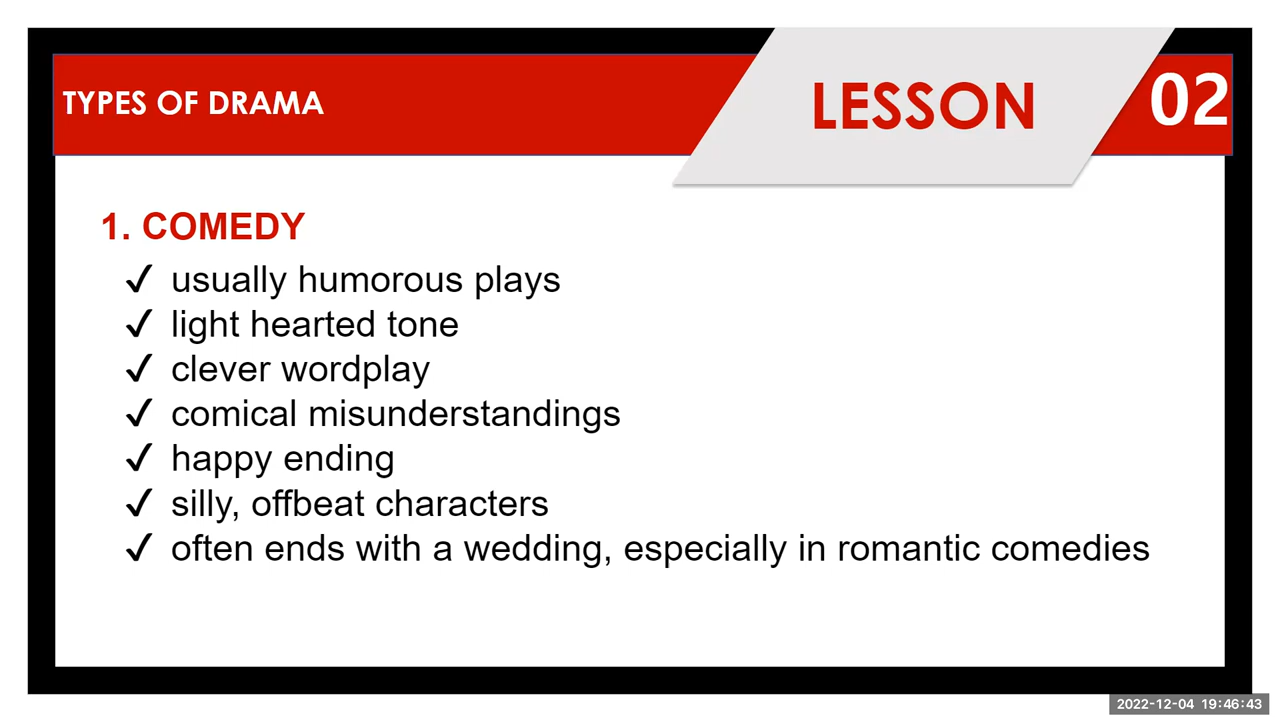 TYPES OF DRAMA
LESSON
02
1. COMEDY
✓ usually humorous plays
✓ light hearted tone
✓ clever wordplay
✓ comical misunderstandings
✓ happy ending
✓ silly, offbeat characters
✓ often ends with a wedding, especially in romantic comedies
2022-12-04 19:46:43